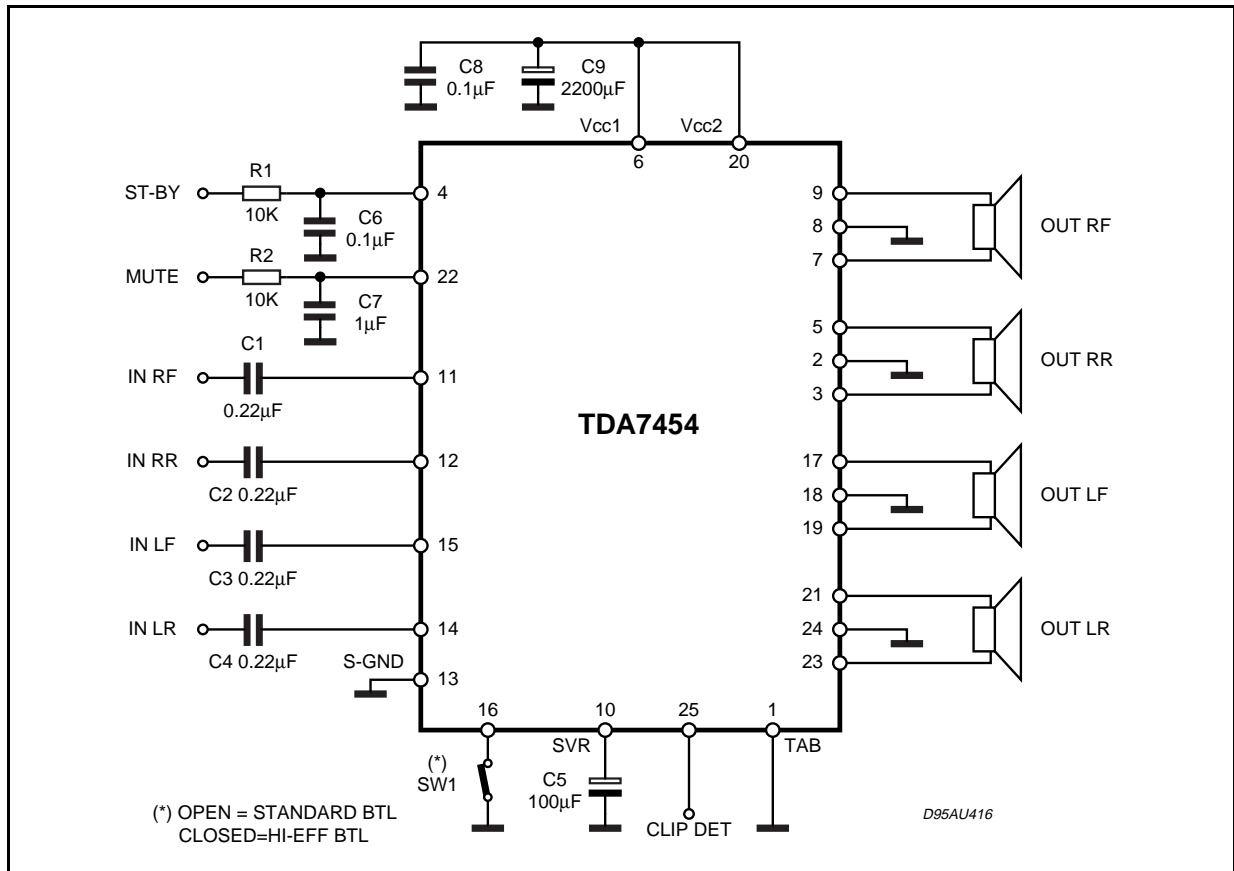 C8
0.1μF
C9
2200μF
Vcc1
Vcc2
6
20
ST-BY
R1
10K
4
C6
0.1μF
MUTE
R2
10K
22
C7
1μF
IN RF
C1
0.22μF
11
IN RR
C2 0.22μF
12
IN LF
C3 0.22μF
15
IN LR
C4 0.22μF
14
S-GND
13
TDA7454
9
8
7
OUT RF
5
2
3
OUT RR
17
18
19
OUT LF
21
24
23
OUT LR
16
10
25
1
SVR
TAB
(*)
SW1
C5
100μF
CLIP DET
(*) OPEN = STANDARD BTL
CLOSED=HI-EFF BTL
D95AU416